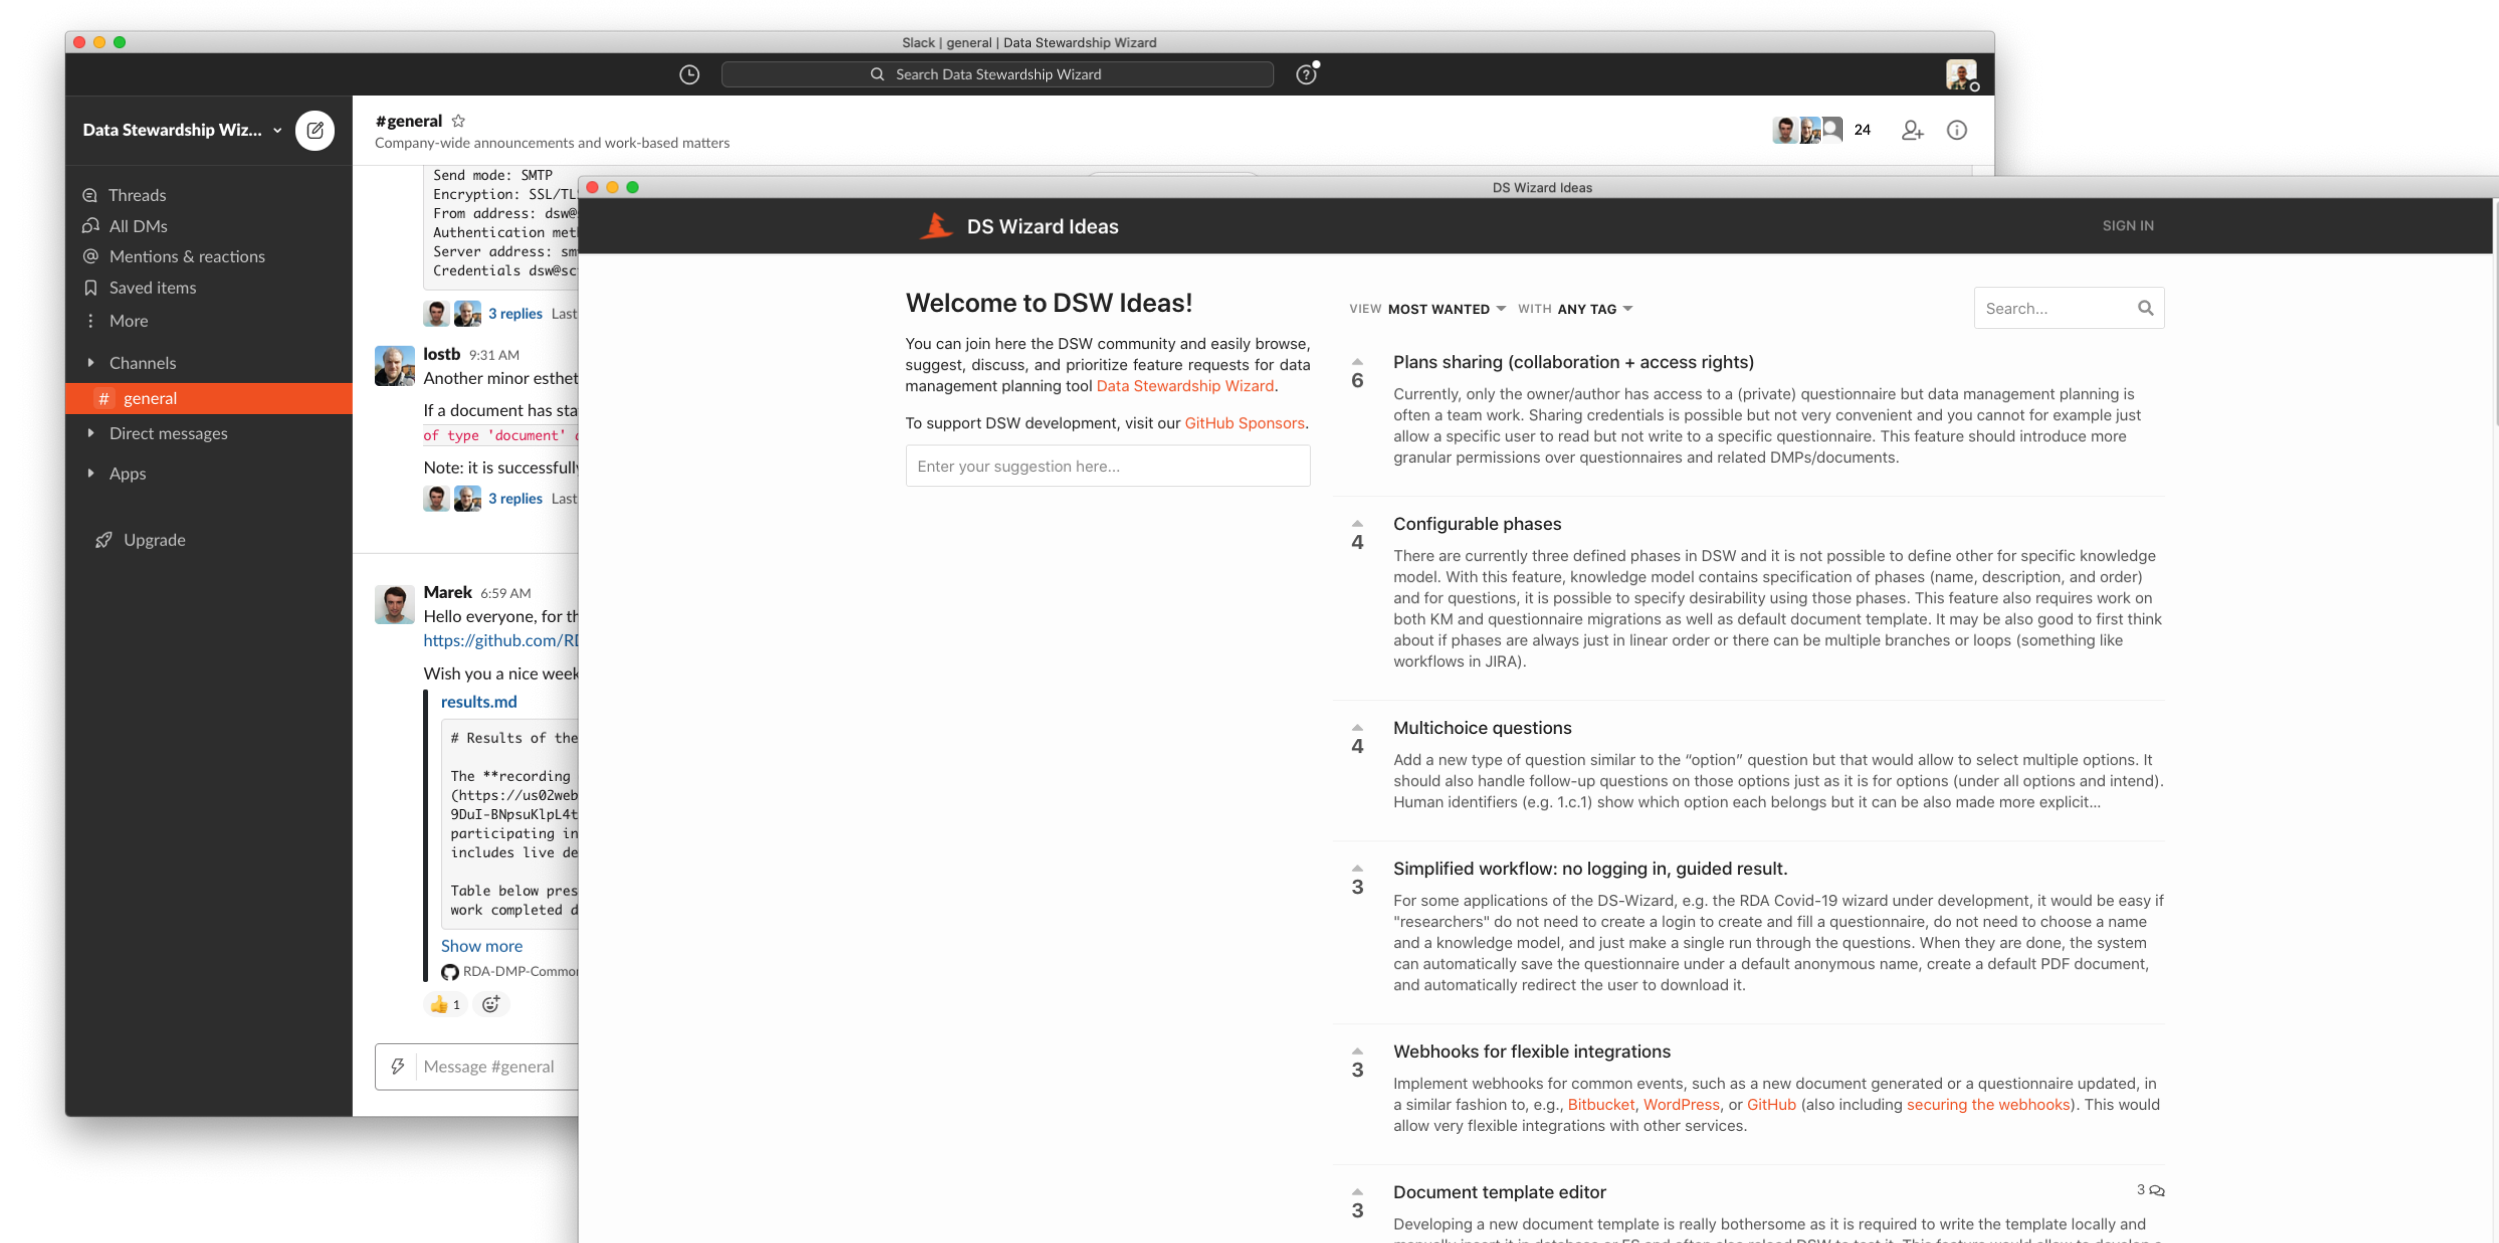 Slack | general | Data Stewardship Wizard
Search Data Stewardship Wizard
Data Stewardship Wiz...
Threads
All DMs
Mentions & reactions
Saved items
More
Channels
# general
Direct messages
Apps
Upgrade
#general
Company-wide announcements and work-based matters
24
Send mode: SMTP
Encryption: SSL/TL
From address: dsw@
Authentication met
Server address: sm
Credentials dsw@sc
3 replies Last
lostb 9:31 AM
Another minor esthet
If a document has sta
of type 'document'
Note: it is successfully
3 replies Last
Marek 6:59 AM
Hello everyone, for th
https://github.com/RD
Wish you a nice week
results.md
# Results of the
The **recording
(https://us02web
9DuI-BNpsuKlpL4t
participating in
includes live de
Table below pres
work completed d
Show more
RDA-DMP-Common
1
Message #general
DS Wizard Ideas
DS Wizard Ideas
SIGN IN
Welcome to DSW Ideas!
You can join here the DSW community and easily browse,
suggest, discuss, and prioritize feature requests for data
management planning tool Data Stewardship Wizard.
To support DSW development, visit our GitHub Sponsors.
Enter your suggestion here...
VIEW MOST WANTED WITH ANY TAG
Search...
6
Plans sharing (collaboration + access rights)
Currently, only the owner/author has access to a (private) questionnaire but data management planning is
often a team work. Sharing credentials is possible but not very convenient and you cannot for example just
allow a specific user to read but not write to a specific questionnaire. This feature should introduce more
granular permissions over questionnaires and related DMPs/documents.
4
Configurable phases
There are currently three defined phases in DSW and it is not possible to define other for specific knowledge
model. With this feature, knowledge model contains specification of phases (name, description, and order)
and for questions, it is possible to specify desirability using those phases. This feature also requires work on
both KM and questionnaire migrations as well as default document template. It may be also good to first think
about if phases are always just in linear order or there can be multiple branches or loops (something like
workflows in JIRA).
4
Multichoice questions
Add a new type of question similar to the “option” question but that would allow to select multiple options. It
should also handle follow-up questions on those options just as it is for options (under all options and intend).
Human identifiers (e.g. 1.c.1) show which option each belongs but it can be also made more explicit...
3
Simplified workflow: no logging in, guided result.
For some applications of the DS-Wizard, e.g. the RDA Covid-19 wizard under development, it would be easy if
"researchers" do not need to create a login to create and fill a questionnaire, do not need to choose a name
and a knowledge model, and just make a single run through the questions. When they are done, the system
can automatically save the questionnaire under a default anonymous name, create a default PDF document,
and automatically redirect the user to download it.
3
Webhooks for flexible integrations
Implement webhooks for common events, such as a new document generated or a questionnaire updated, in
a similar fashion to, e.g., Bitbucket, WordPress, or GitHub (also including securing the webhooks). This would
allow very flexible integrations with other services.
3
Document template editor
3
Developing a new document template is really bothersome as it is required to write the template locally and